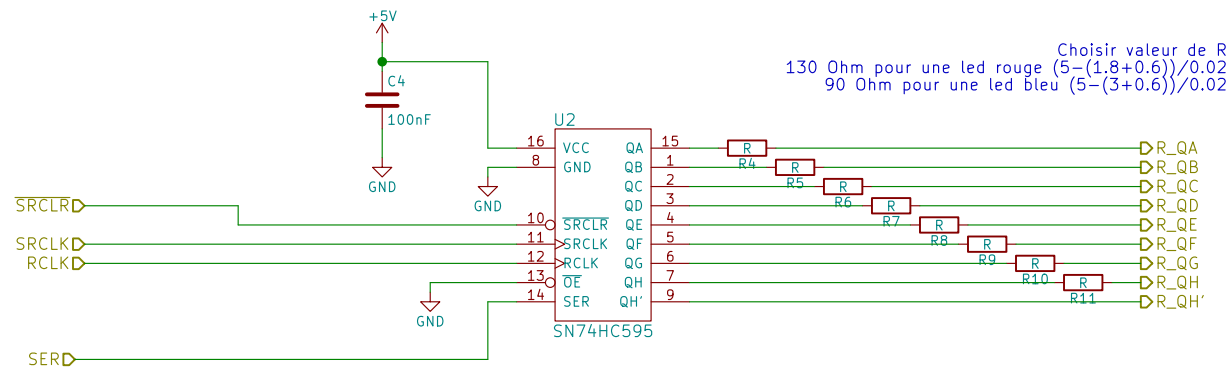 +5V
Choisir valeur de R
130 Ohm pour une led rouge (5-(1.8+0.6))/0.02
90 Ohm pour une led bleu (5-(3+0.6))/0.02
C4
100nF
GND
U2
16 VCC QA 15 R R4 R_QA
8 GND QB 1 R R5 R_QB
GND
QC 2 R R6 R_QC
SRCLR QD 3 R R7 R_QD
10 SRCLR QE 4 R R8 R_QE
SRCLK 11 SRCLK QF 5 R R9 R_QF
RCLK 12 RCLK QG 6 R R10 R_QG
13 OE QH 7 R R11 R_QH
14 SER QH' 9 R_QH'
GND
SN74HC595
SER